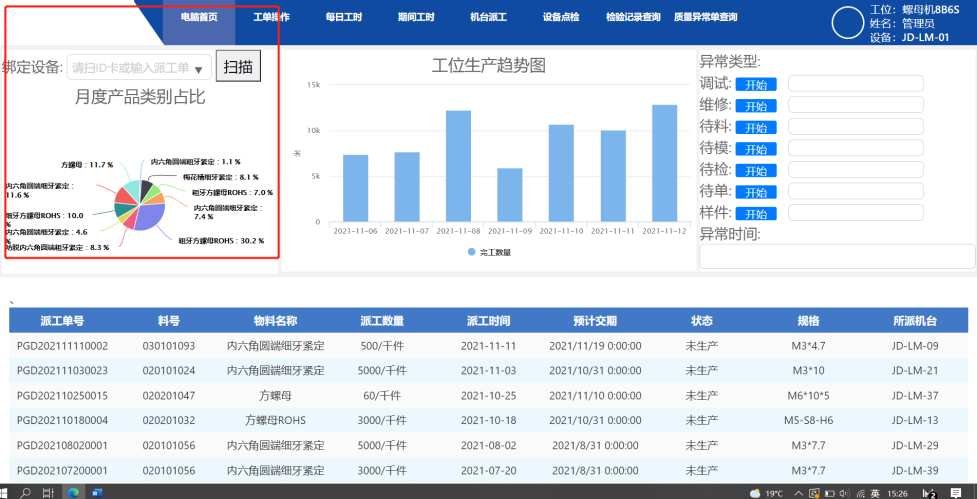 电脑首页 工单操作 每日工时 期间工时 机台派工 设备点检 检验记录查询 质量异常单查询
工位: 螺母机8B6S
姓名: 管理员
设备: JD-LM-01
绑定设备: 请扫ID卡或输入派工单 扫描
月度产品类别占比
方螺母 : 11.7 %
内六角圆端粗牙紧定 : 1.1 %
梅花槽细牙紧定 : 8.1 %
内六角圆端细牙紧定 :
11.6 %
粗牙方螺母ROHS : 7.0 %
内六角圆端细牙紧定 :
7.4 %
细牙方螺母ROHS : 10.0
%
内六角圆端细牙紧定 : 4.6
%
防脱内六角圆端粗牙紧定 : 8.3 %
粗牙方螺母ROHS : 30.2 %
工位生产趋势图
15k
10k
米
5k
0
2021-11-06 2021-11-07 2021-11-08 2021-11-09 2021-11-10 2021-11-11 2021-11-12
完工数量
异常类型:
调试: 开始
维修: 开始
待料: 开始
待模: 开始
待检: 开始
待单: 开始
样件: 开始
异常时间:
、
派工单号 料号 物料名称 派工数量 派工时间 预计交期 状态 规格 所派机台
PGD202111110002 030101093 内六角圆端细牙紧定 500/千件 2021-11-11 2021/11/19 0:00:00 未生产 M3*4.7 JD-LM-09
PGD202111030023 020101024 内六角圆端细牙紧定 5000/千件 2021-11-03 2021/10/31 0:00:00 未生产 M3*10 JD-LM-21
PGD202110250015 020201047 方螺母 60/千件 2021-10-25 2021/11/10 0:00:00 未生产 M6*10*5 JD-LM-37
PGD202110180004 020201032 方螺母ROHS 3000/千件 2021-10-18 2021/10/31 0:00:00 未生产 M5-S8-H6 JD-LM-13
PGD202108020001 020101056 内六角圆端细牙紧定 5000/千件 2021-08-02 2021/8/31 0:00:00 未生产 M3*7.7 JD-LM-29
PGD202107200001 020101056 内六角圆端细牙紧定 3000/千件 2021-07-20 2021/8/31 0:00:00 未生产 M3*7.7 JD-LM-39
19°C 英 15:26 2